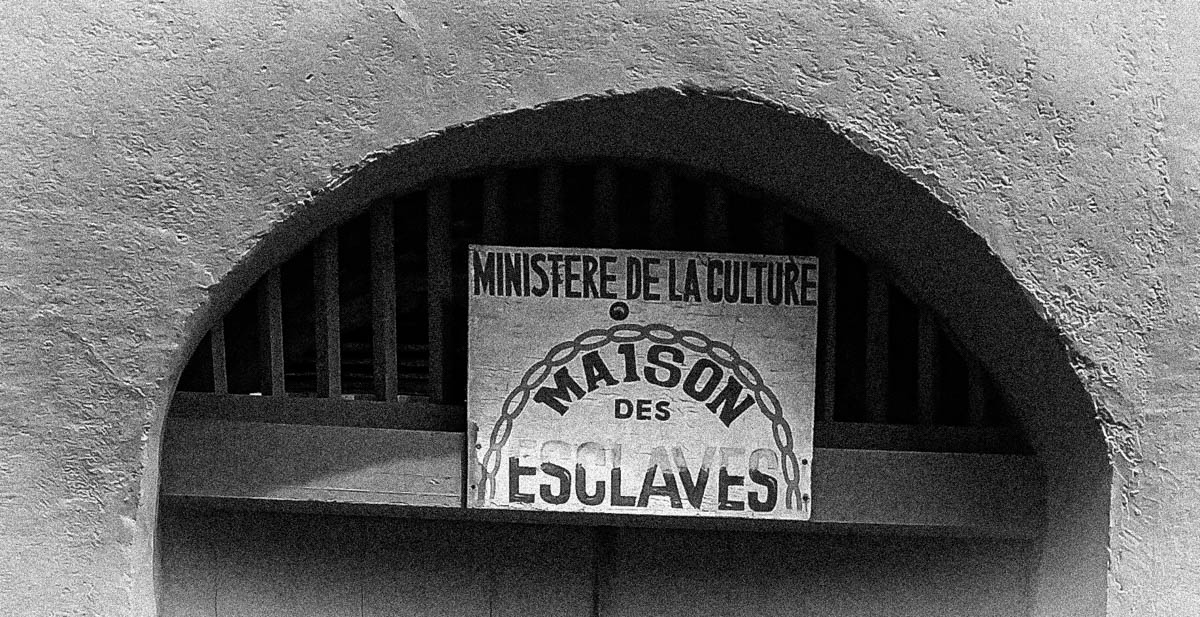 MINISTERE DE LA CULTURE
MAISON
DES
ESCLAVES